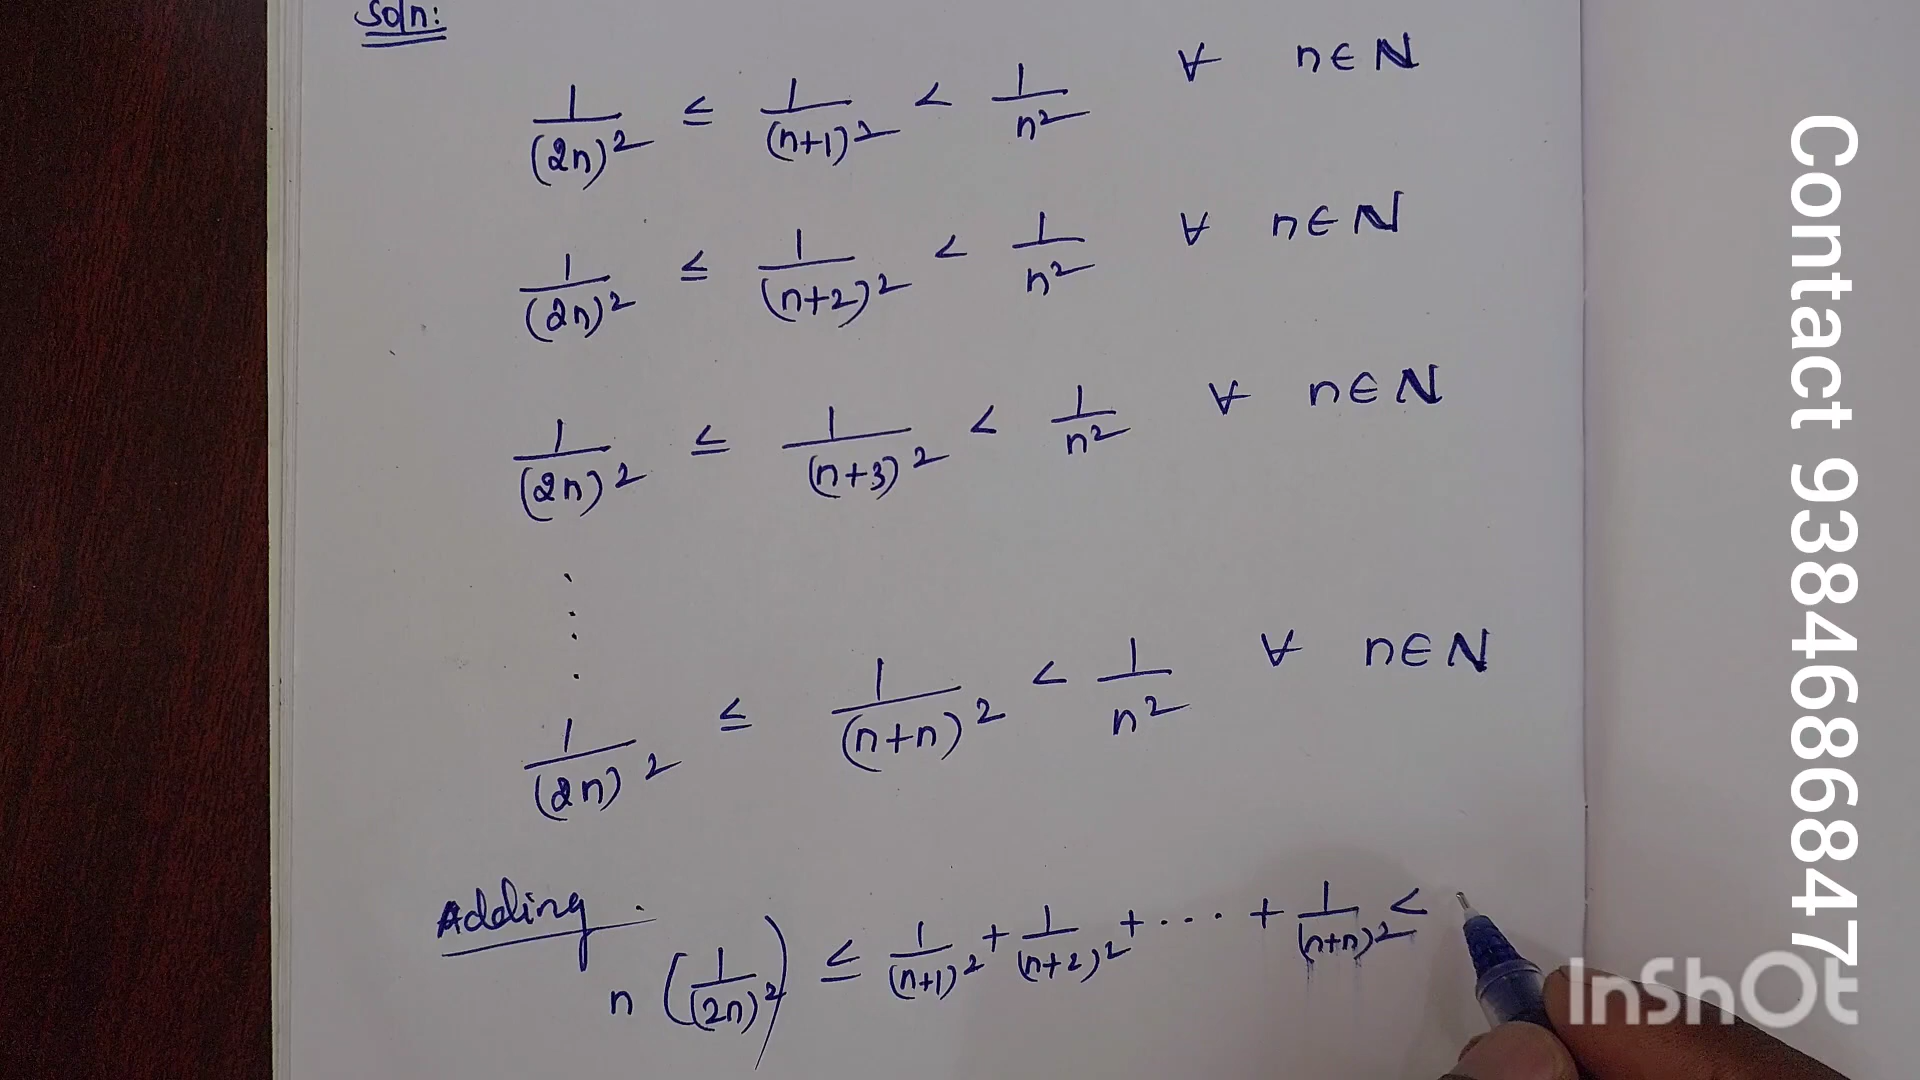 Soln:
1/(2n)² ≤ 1/(n+1)² < 1/n² ∀ n∈ℕ
1/(2n)² ≤ 1/(n+2)² < 1/n² ∀ n∈ℕ
1/(2n)² ≤ 1/(n+3)² < 1/n² ∀ n∈ℕ
⋮
1/(2n)² ≤ 1/(n+n)² < 1/n² ∀ n∈ℕ
Adding
n (1/(2n)²) ≤ 1/(n+1)² + 1/(n+2)² + ... + 1/(n+n)² <
Contact 9384686847
InShOt